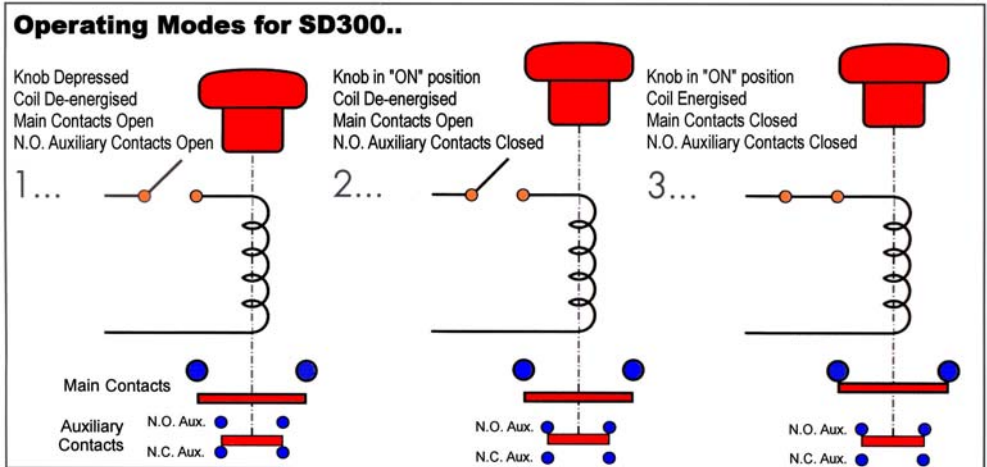 Operating Modes for SD300..
Knob Depressed
Coil De-energised
Main Contacts Open
N.O. Auxiliary Contacts Open
1...
Knob in "ON" position
Coil De-energised
Main Contacts Open
N.O. Auxiliary Contacts Closed
2...
Knob in "ON" position
Coil Energised
Main Contacts Closed
N.O. Auxiliary Contacts Closed
3...
Main Contacts
Auxiliary
Contacts
N.O. Aux.
N.C. Aux.
N.O. Aux.
N.C. Aux.
N.O. Aux.
N.C. Aux.